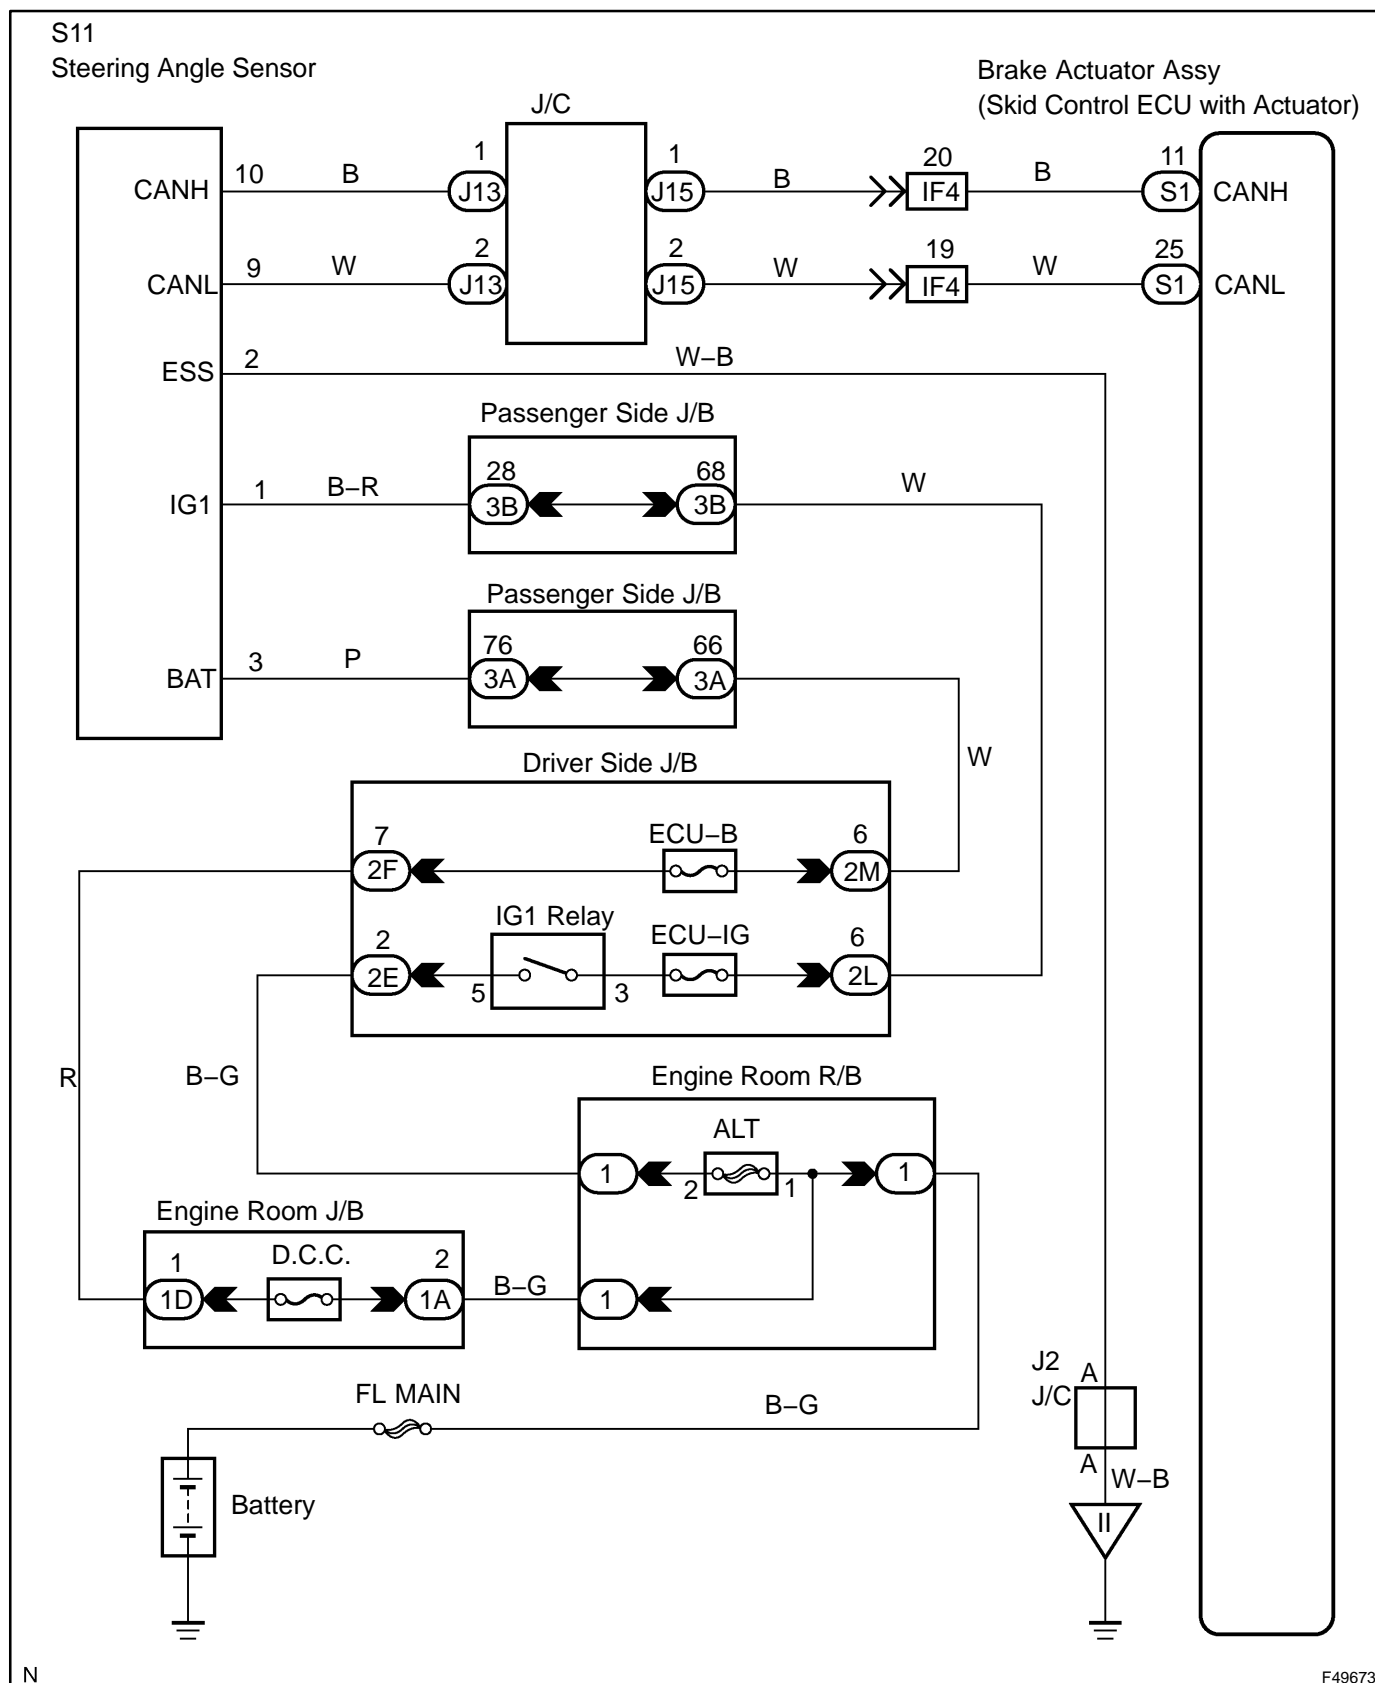 S11
Steering Angle Sensor
Brake Actuator Assy
(Skid Control ECU with Actuator)
J/C
CANH 10 B 1 J13 1 J15 B 20 IF4 B 11 S1 CANH
CANL 9 W 2 J13 2 J15 W 19 IF4 W 25 S1 CANL
ESS 2 W–B
Passenger Side J/B
IG1 1 B–R 28 3B 68 3B W
Passenger Side J/B
BAT 3 P 76 3A 66 3A
W
Driver Side J/B
7 2F ECU–B 6 2M
IG1 Relay
2 2E 5 3 ECU–IG 6 2L
R
B–G
Engine Room R/B
ALT
1 2 1 1
Engine Room J/B
1 1D D.C.C. 2 1A B–G 1
J2
J/C
A
A
W–B
II
FL MAIN
B–G
Battery
N
F49673